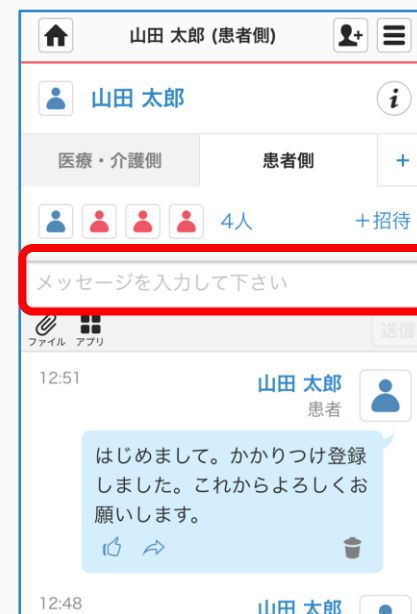 山田 太郎 (患者側)
山田 太郎
医療・介護側 患者側 +
4人 +招待
メッセージを入力して下さい
ファイル アプリ 送信
12:51 山田 太郎
患者
はじめまして。かかりつけ登録
しました。これからよろしくお
願いします。
12:48 山田 太郎